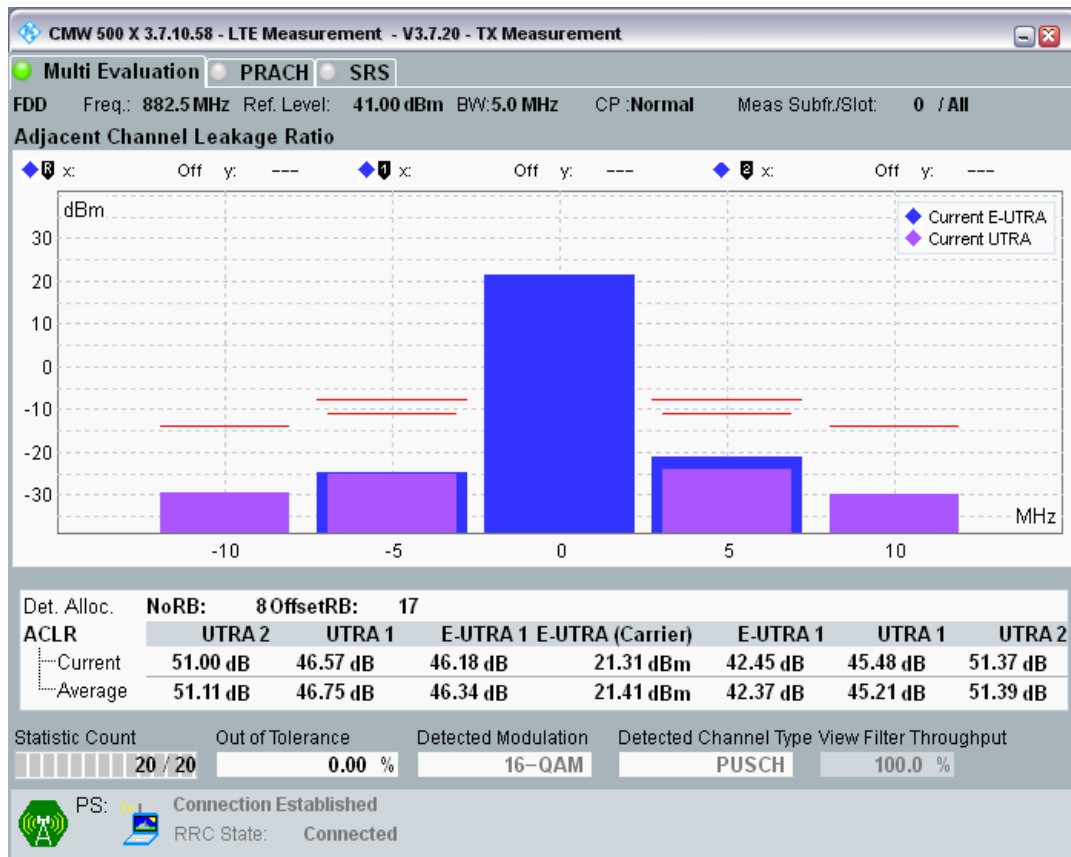 CMW 500 X 3.7.10.58 - LTE Measurement - V3.7.20 - TX Measurement
Multi Evaluation PRACH SRS
FDD Freq.: 882.5 MHz Ref. Level: 41.00 dBm BW: 5.0 MHz CP :Normal Meas Subfr./Slot: 0 / All
Adjacent Channel Leakage Ratio
R x: Off y: --- 1 x: Off y: --- 2 x: Off y: ---
dBm
Current E-UTRA
Current UTRA
30
20
10
0
-10
-20
-30
MHz
-10 -5 0 5 10
Det. Alloc. NoRB: 8 OffsetRB: 17
ACLR UTRA 2 UTRA 1 E-UTRA 1 E-UTRA (Carrier) E-UTRA 1 UTRA 1 UTRA 2
Current 51.00 dB 46.57 dB 46.18 dB 21.31 dBm 42.45 dB 45.48 dB 51.37 dB
Average 51.11 dB 46.75 dB 46.34 dB 21.41 dBm 42.37 dB 45.21 dB 51.39 dB
Statistic Count Out of Tolerance Detected Modulation Detected Channel Type View Filter Throughput
20 / 20 0.00 % 16-QAM PUSCH 100.0 %
PS: Connection Established
RRC State: Connected